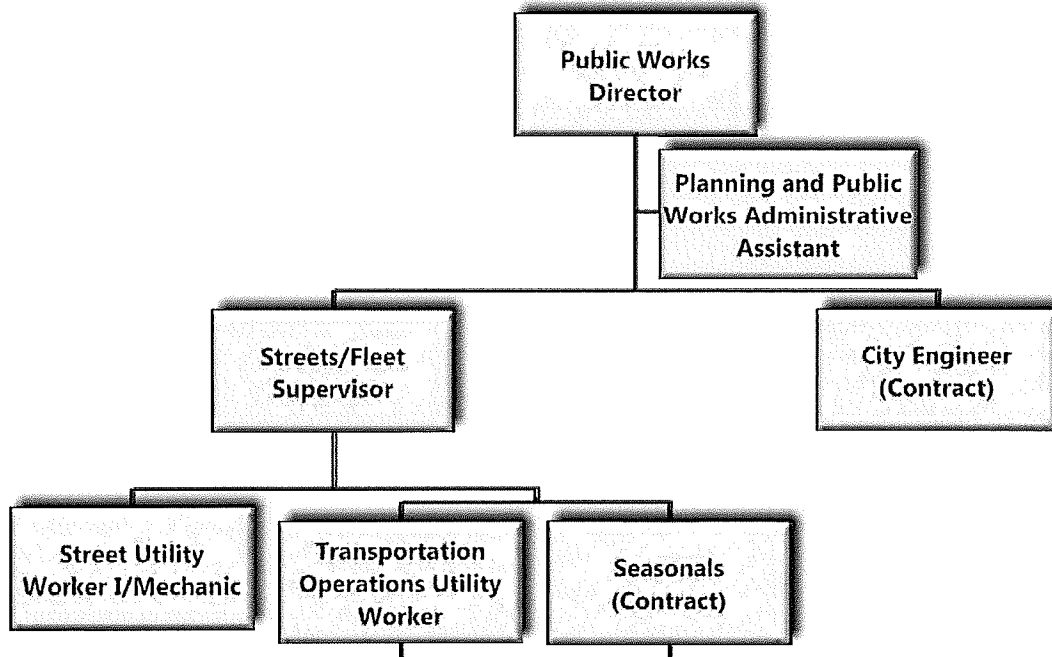 Public Works
Director
Planning and Public
Works Administrative
Assistant
Streets/Fleet
Supervisor
City Engineer
(Contract)
Street Utility
Worker I/Mechanic
Transportation
Operations Utility
Worker
Seasonals
(Contract)